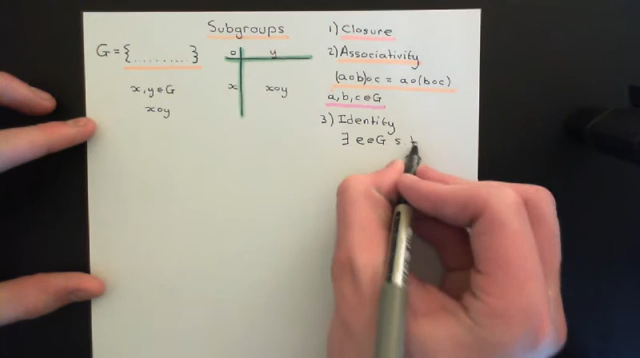 Subgroups
G = {.........}
x, y ∈ G
x∘y
∘ y
x x∘y
1) Closure
2) Associativity
(a∘b)∘c = a∘(b∘c)
a, b, c ∈ G
3) Identity
∃ e ∈ G s t